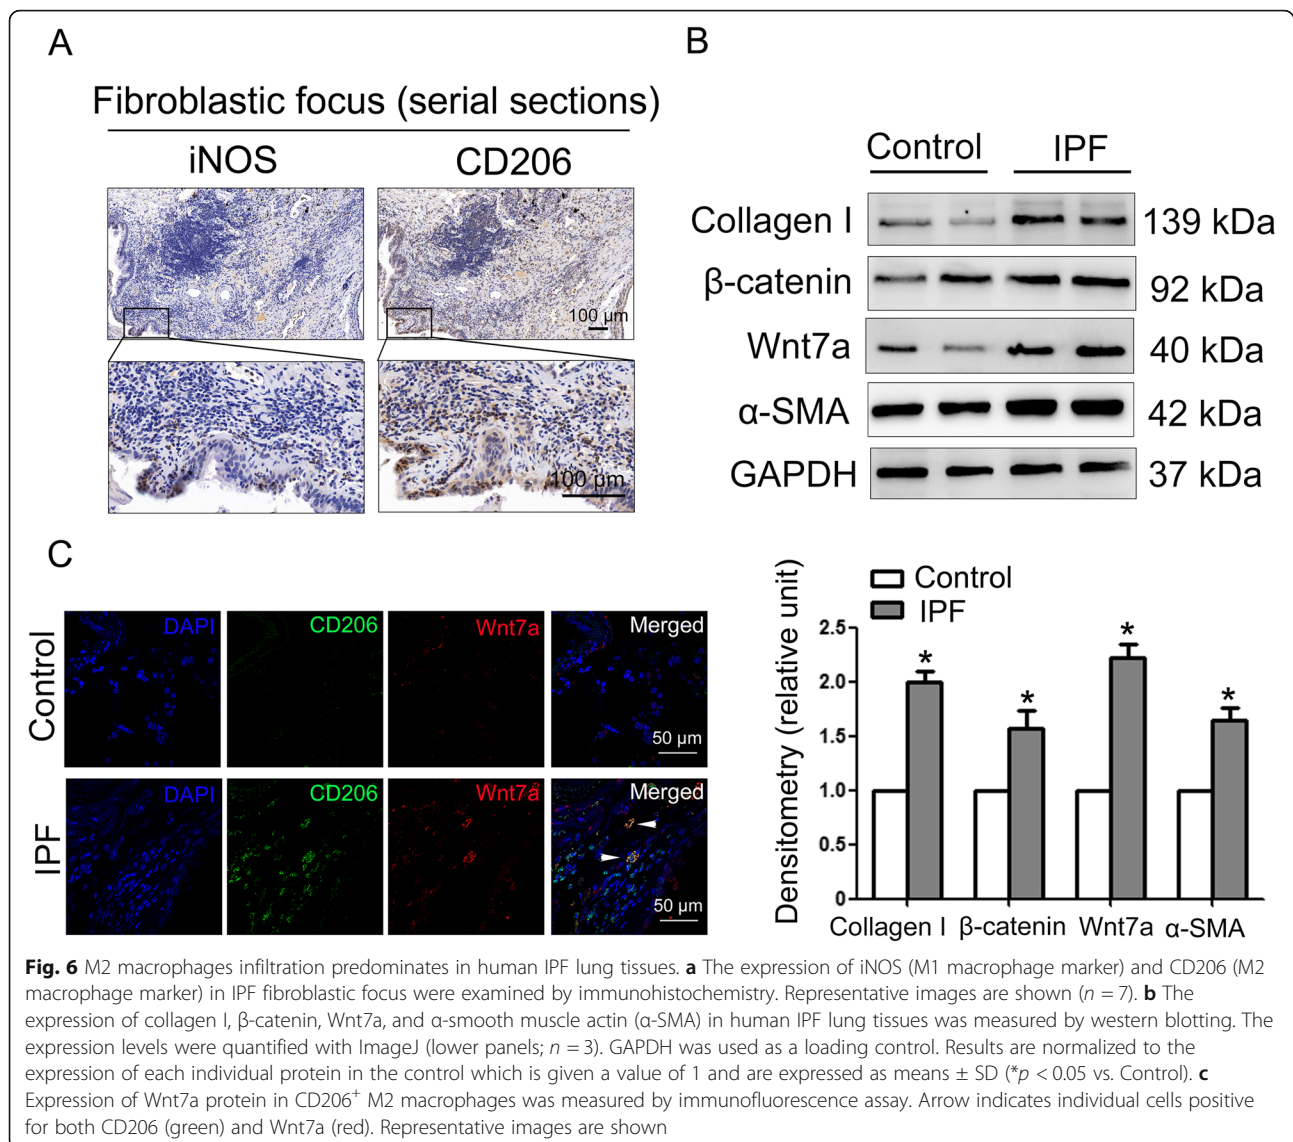 A
Fibroblastic focus (serial sections)
iNOS
CD206
100 µm
100 µm
B
Control
IPF
Collagen I
139 kDa
β-catenin
92 kDa
Wnt7a
40 kDa
α-SMA
42 kDa
GAPDH
37 kDa
Densitometry (relative unit)
Control
IPF
2.5
2.0
1.5
1.0
0.5
0
*
*
*
*
Collagen I
β-catenin
Wnt7a
α-SMA
C
Control
DAPI
CD206
Wnt7a
Merged
50 µm
IPF
DAPI
CD206
Wnt7a
Merged
50 µm
Fig. 6 M2 macrophages infiltration predominates in human IPF lung tissues. a The expression of iNOS (M1 macrophage marker) and CD206 (M2
macrophage marker) in IPF fibroblastic focus were examined by immunohistochemistry. Representative images are shown (n = 7). b The
expression of collagen I, β-catenin, Wnt7a, and α-smooth muscle actin (α-SMA) in human IPF lung tissues was measured by western blotting. The
expression levels were quantified with ImageJ (lower panels; n = 3). GAPDH was used as a loading control. Results are normalized to the
expression of each individual protein in the control which is given a value of 1 and are expressed as means ± SD (*p < 0.05 vs. Control). c
Expression of Wnt7a protein in CD206⁺ M2 macrophages was measured by immunofluorescence assay. Arrow indicates individual cells positive
for both CD206 (green) and Wnt7a (red). Representative images are shown